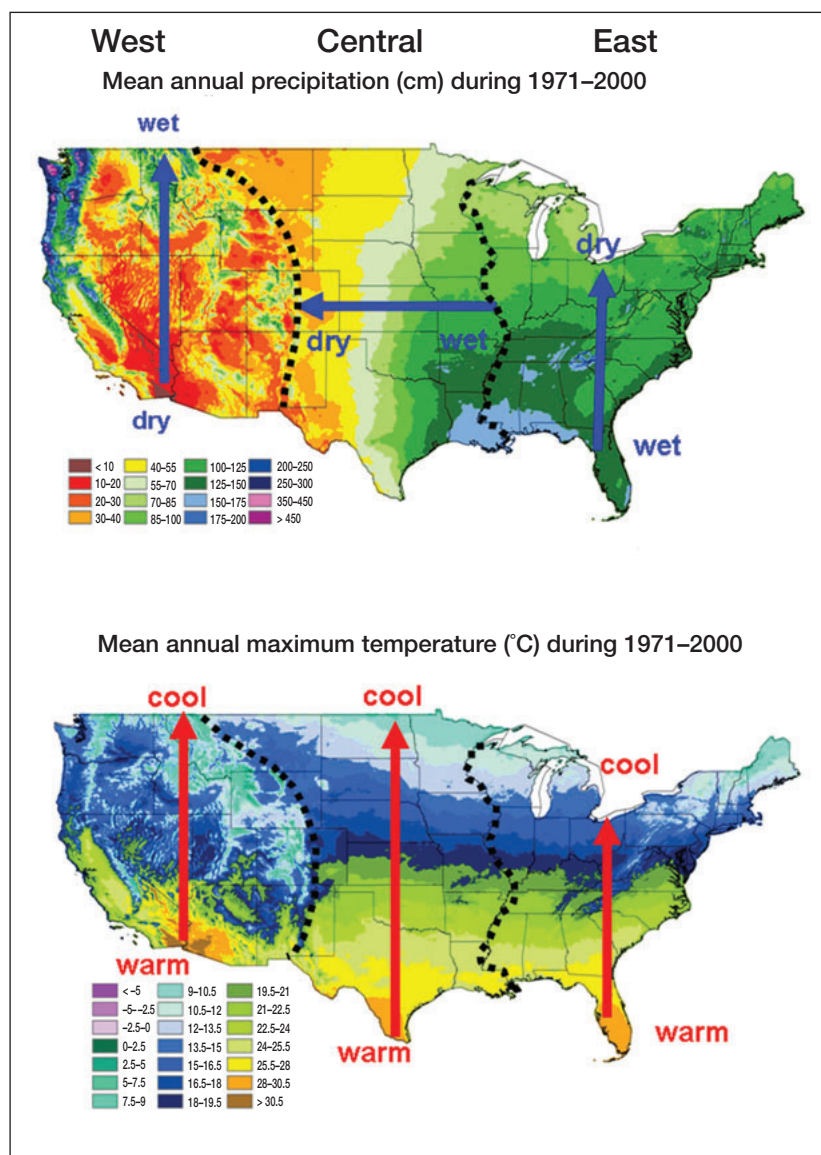 West Central East
Mean annual precipitation (cm) during 1971–2000
wet
dry
dry
wet
dry
wet
< 10 40–55 100–125 200–250
10–20 55–70 125–150 250–300
20–30 70–85 150–175 350–450
30–40 85–100 175–200 > 450
Mean annual maximum temperature (˚C) during 1971–2000
cool
cool
cool
warm
warm
warm
< –5 9–10.5 19.5–21
–5– –2.5 10.5–12 21–22.5
–2.5–0 12–13.5 22.5–24
0–2.5 13.5–15 24–25.5
2.5–5 15–16.5 25.5–28
5–7.5 16.5–18 28–30.5
7.5–9 18–19.5 > 30.5